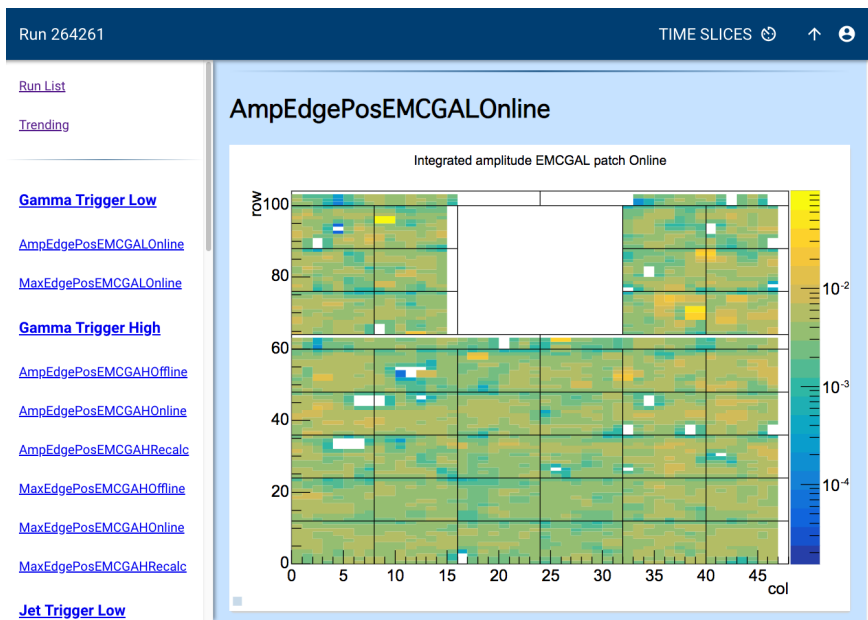 Run 264261
TIME SLICES
Run List
Trending
Gamma Trigger Low
AmpEdgePosEMCGALOnline
MaxEdgePosEMCGALOnline
Gamma Trigger High
AmpEdgePosEMCGAHOffline
AmpEdgePosEMCGAHOnline
AmpEdgePosEMCGAHRecalc
MaxEdgePosEMCGAHOffline
MaxEdgePosEMCGAHOnline
MaxEdgePosEMCGAHRecalc
Jet Trigger Low
AmpEdgePosEMCGALOnline
Integrated amplitude EMCGAL patch Online
row
100
80
60
40
20
0
0 5 10 15 20 25 30 35 40 45
col
10⁻²
10⁻³
10⁻⁴